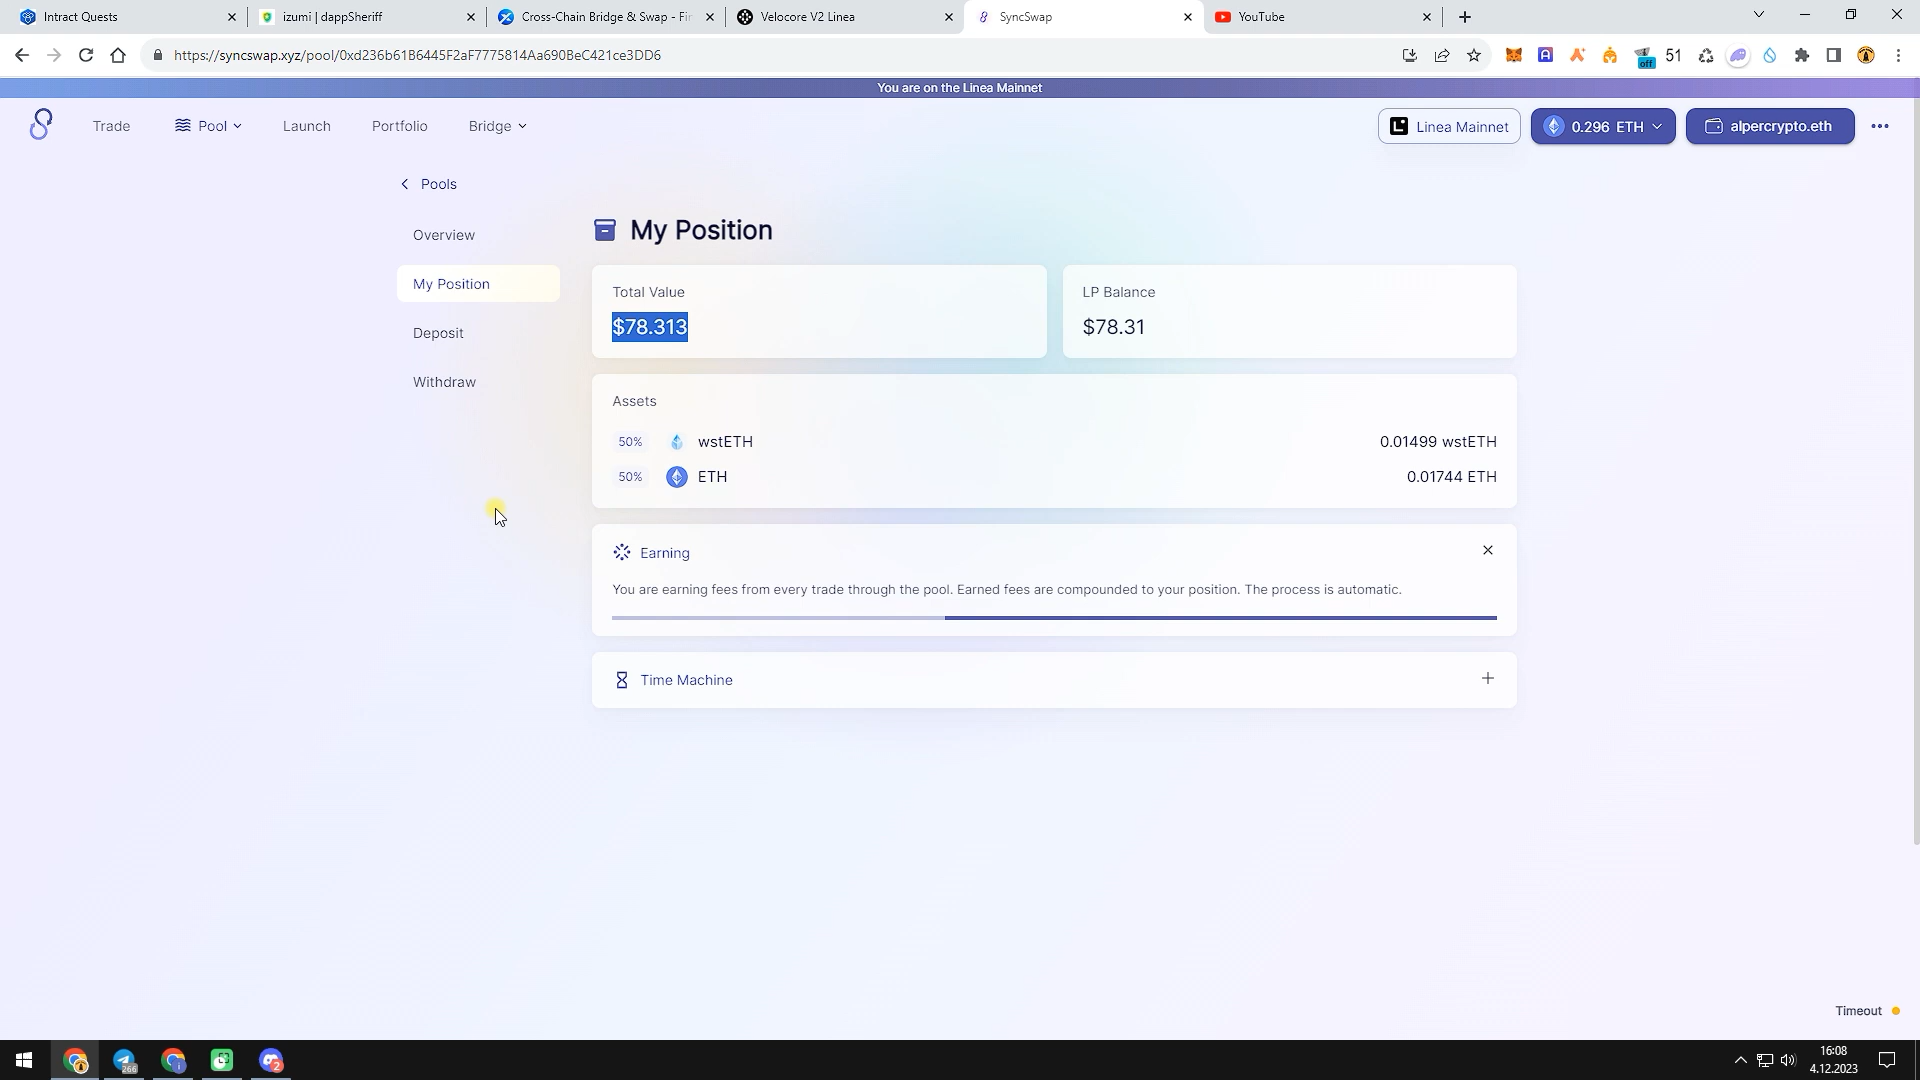 Intract Quests
izumi | dappSheriff
Cross-Chain Bridge & Swap - Fir
Velocore V2 Linea
SyncSwap
YouTube
https://syncswap.xyz/pool/0xd236b61B6445F2aF7775814Aa690BeC421ce3DD6
off
51
You are on the Linea Mainnet
Trade
Pool
Launch
Portfolio
Bridge
Linea Mainnet
0.296 ETH
alpercrypto.eth
Pools
Overview
My Position
Deposit
Withdraw
My Position
Total Value
$78.313
LP Balance
$78.31
Assets
50% wstETH 0.01499 wstETH
50% ETH 0.01744 ETH
Earning
You are earning fees from every trade through the pool. Earned fees are compounded to your position. The process is automatic.
Time Machine
Timeout
266
2
16:08
4.12.2023